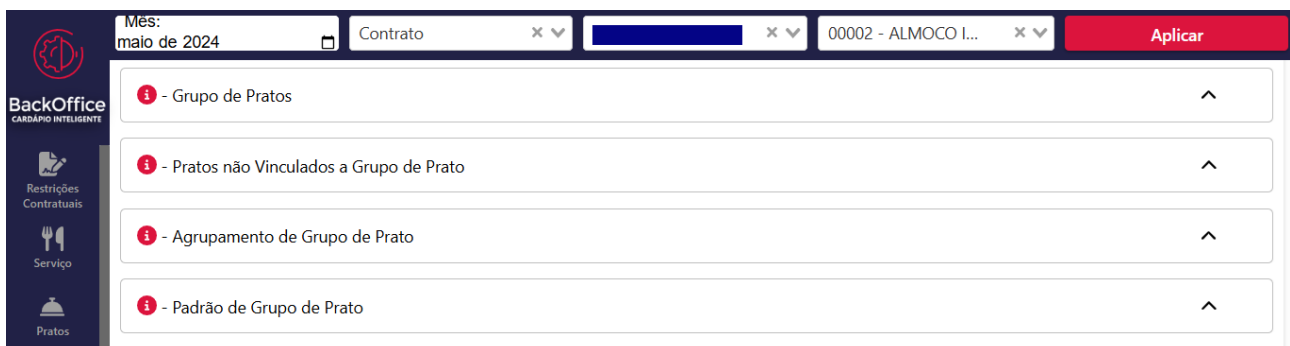 Mês:
maio de 2024
Contrato
00002 - ALMOCO I...
Aplicar
BackOffice
CARDÁPIO INTELIGENTE
Restrições
Contratuais
Serviço
Pratos
- Grupo de Pratos
- Pratos não Vinculados a Grupo de Prato
- Agrupamento de Grupo de Prato
- Padrão de Grupo de Prato